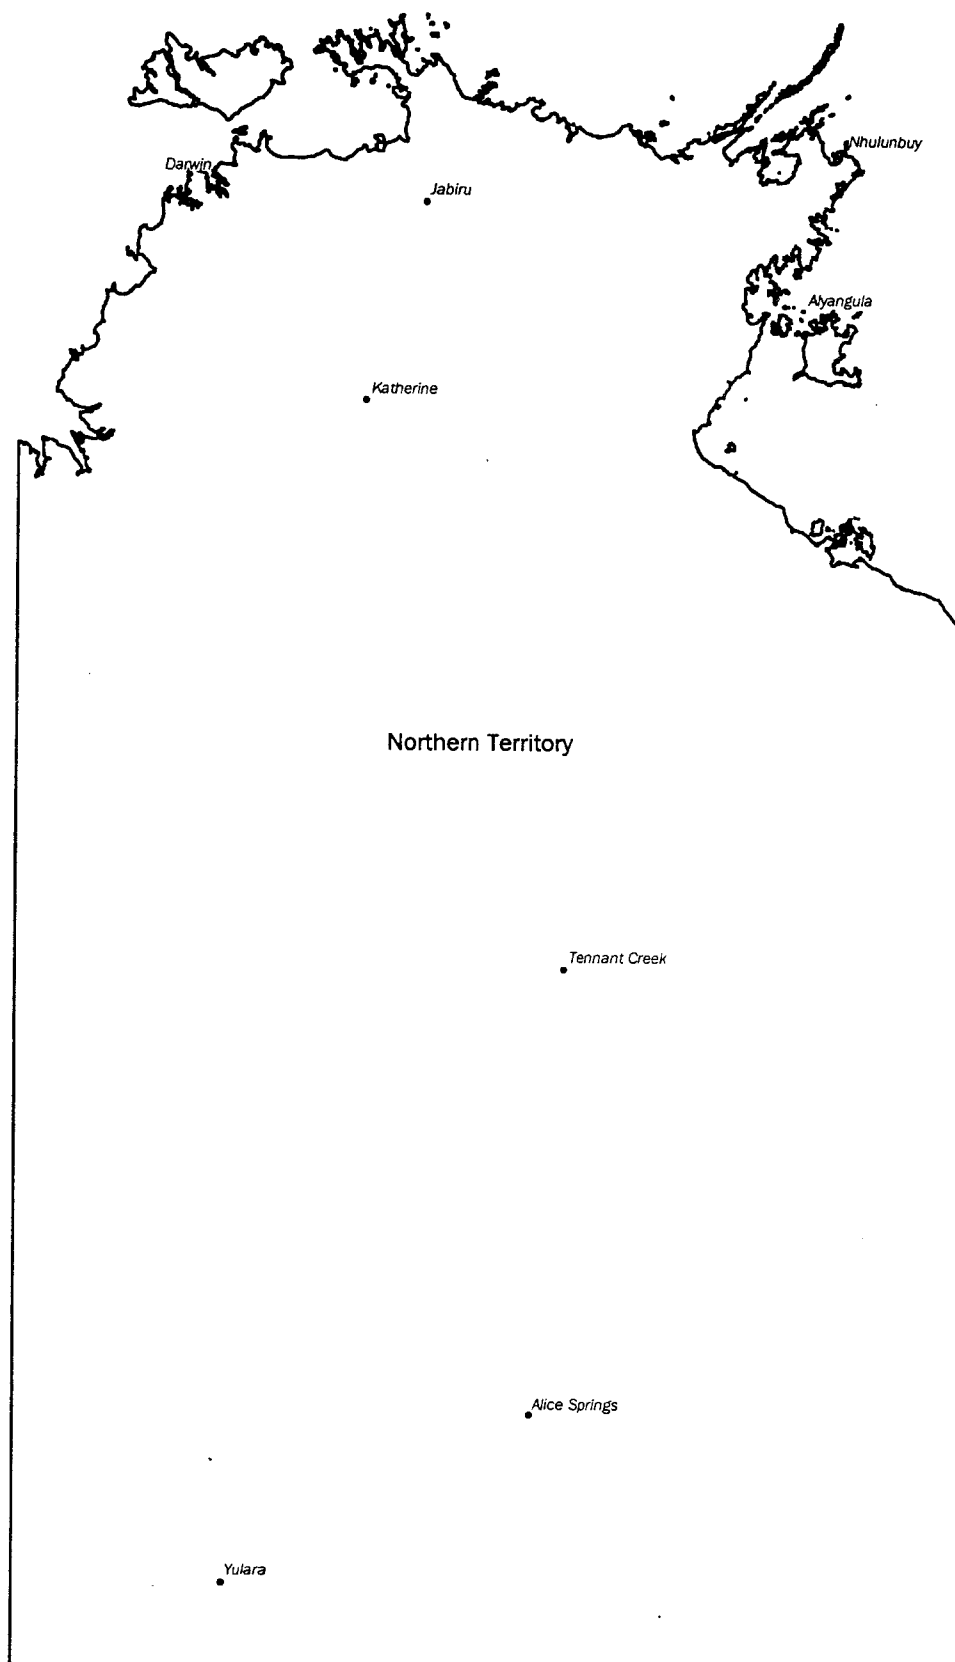 Nhulunbuy
Darwin
Jabiru
Alyangula
Katherine
Northern Territory
Tennant Creek
Alice Springs
Yulara